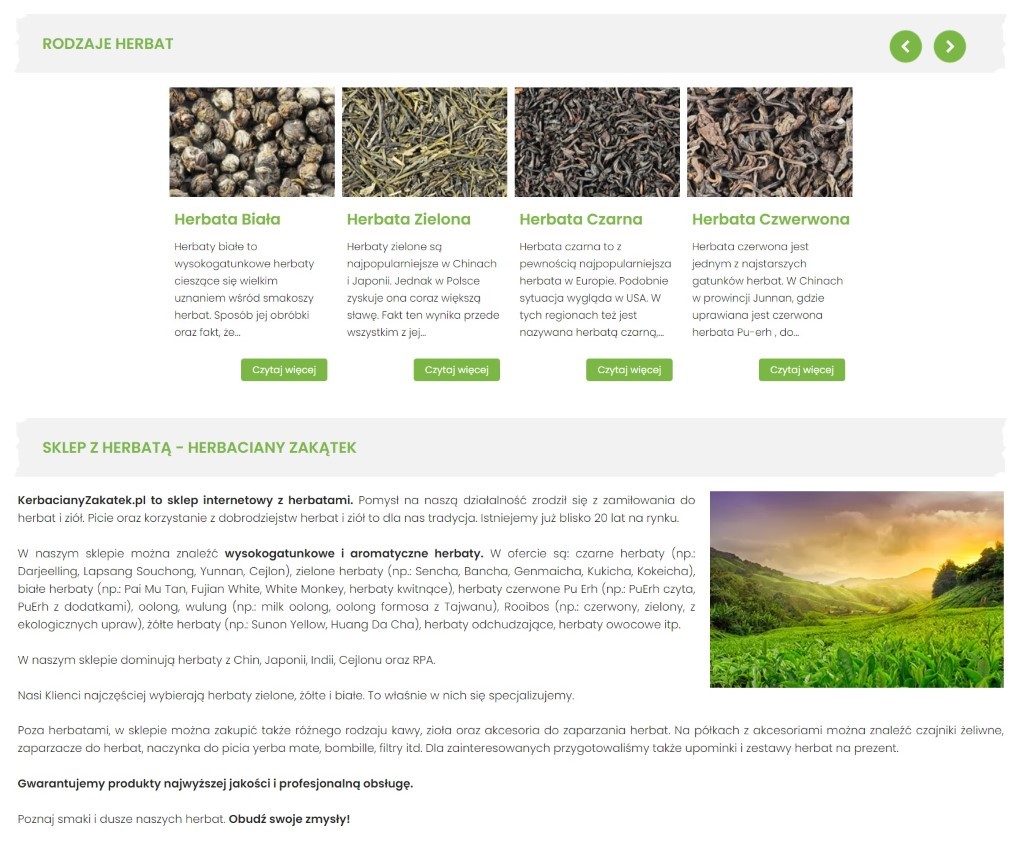 RODZAJE HERBAT
Herbata Biała
Herbaty białe to
wysokogatunkowe herbaty
cieszące się wielkim
uznaniem wśród smakoszy
herbat. Sposób jej obróbki
oraz fakt, że...
Czytaj więcej
Herbata Zielona
Herbaty zielone są
najpopularniejsze w Chinach
i Japonii. Jednak w Polsce
zyskuje ona coraz większą
sławę. Fakt ten wynika przede
wszystkim z jej...
Czytaj więcej
Herbata Czarna
Herbata czarna to z
pewnością najpopularniejsza
herbata w Europie. Podobnie
sytuacja wygląda w USA. W
tych regionach też jest
nazywana herbatą czarną,...
Czytaj więcej
Herbata Czwerwona
Herbata czerwona jest
jednym z najstarszych
gatunków herbat. W Chinach
w prowincji Junnan, gdzie
uprawiana jest czerwona
herbata Pu-erh , do...
Czytaj więcej
SKLEP Z HERBATĄ - HERBACIANY ZAKĄTEK
KerbacianyZakatek.pl to sklep internetowy z herbatami. Pomysł na naszą działalność zrodził się z zamiłowania do
herbat i ziół. Picie oraz korzystanie z dobrodziejstw herbat i ziół to dla nas tradycja. Istniejemy już blisko 20 lat na rynku.
W naszym sklepie można znaleźć wysokogatunkowe i aromatyczne herbaty. W ofercie są: czarne herbaty (np.:
Darjeelling, Lapsang Souchong, Yunnan, Cejlon), zielone herbaty (np.: Sencha, Bancha, Genmaicha, Kukicha, Kokeicha),
białe herbaty (np.: Pai Mu Tan, Fujian White, White Monkey, herbaty kwitnące), herbaty czerwone Pu Erh (np.: PuErh czyta,
PuErh z dodatkami), oolong, wulung (np.: milk oolong, oolong formosa z Tajwanu), Rooibos (np.: czerwony, zielony, z
ekologicznych upraw), żółte herbaty (np.: Sunon Yellow, Huang Da Cha), herbaty odchudzające, herbaty owocowe itp.
W naszym sklepie dominują herbaty z Chin, Japonii, Indii, Cejlonu oraz RPA.
Nasi Klienci najczęściej wybierają herbaty zielone, żółte i białe. To właśnie w nich się specjalizujemy.
Poza herbatami, w sklepie można zakupić także różnego rodzaju kawy, zioła oraz akcesoria do zaparzania herbat. Na półkach z akcesoriami można znaleźć czajniki żeliwne,
zaparzacze do herbat, naczynka do picia yerba mate, bombille, filtry itd. Dla zainteresowanych przygotowaliśmy także upominki i zestawy herbat na prezent.
Gwarantujemy produkty najwyższej jakości i profesjonalną obsługę.
Poznaj smaki i dusze naszych herbat. Obudź swoje zmysły!